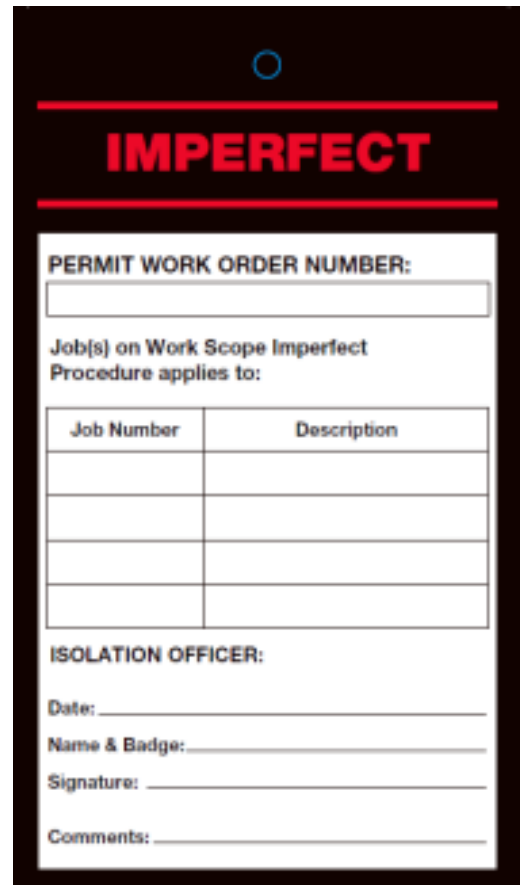 IMPERFECT
PERMIT WORK ORDER NUMBER:
Job(s) on Work Scope Imperfect
Procedure applies to:
Job Number Description
ISOLATION OFFICER:
Date:
Name & Badge:
Signature:
Comments: